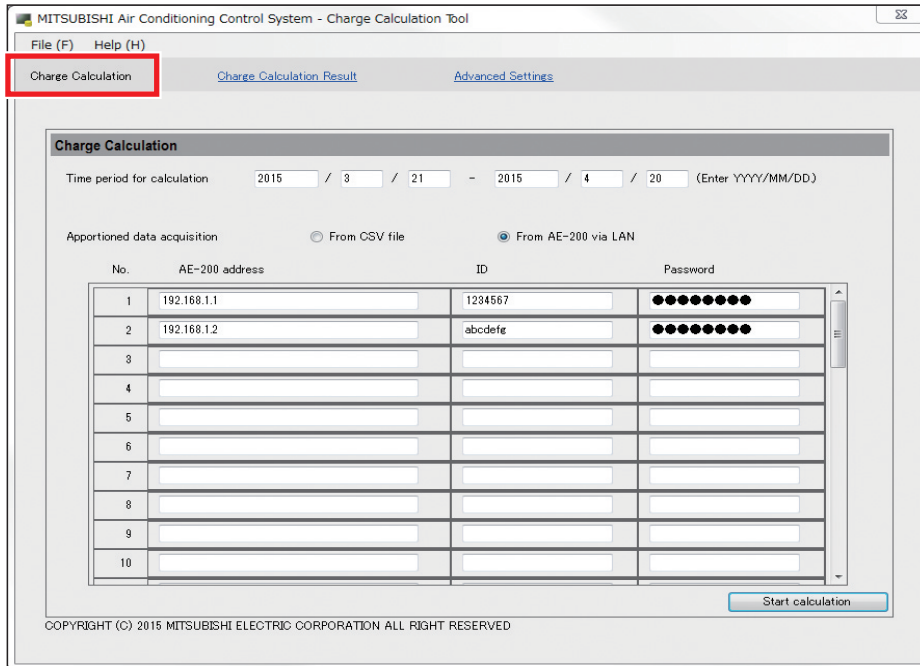 MITSUBISHI Air Conditioning Control System - Charge Calculation Tool
File (F) Help (H)
Charge Calculation Charge Calculation Result Advanced Settings
Charge Calculation
Time period for calculation 2015 / 3 / 21 - 2015 / 4 / 20 (Enter YYYY/MM/DD.)
Apportioned data acquisition From CSV file From AE-200 via LAN
No. AE-200 address ID Password
1 192.168.1.1 1234567 ●●●●●●●●
2 192.168.1.2 abcdefg ●●●●●●●●
3
4
5
6
7
8
9
10
Start calculation
COPYRIGHT (C) 2015 MITSUBISHI ELECTRIC CORPORATION ALL RIGHT RESERVED